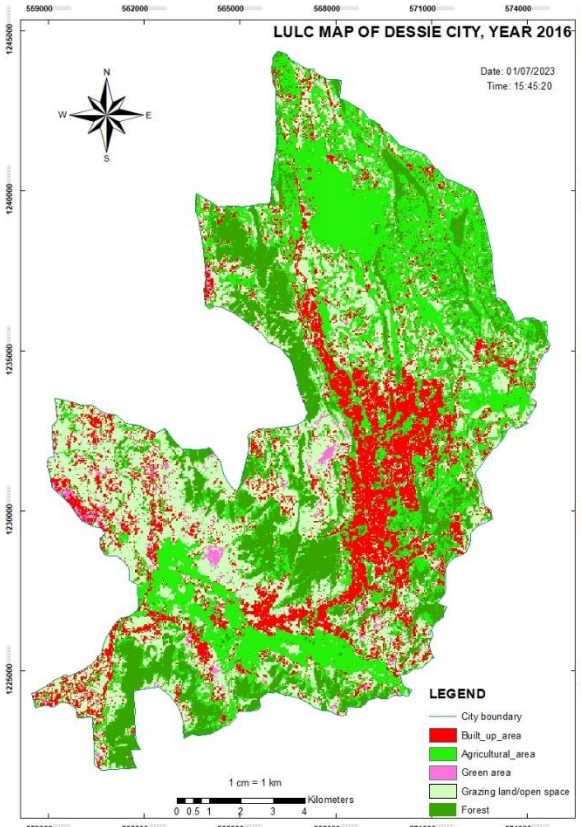 559000 562000 565000 568000 571000 574000
LULC MAP OF DESSIE CITY, YEAR 2016
Date: 01/07/2023
Time: 15:45:20
N
W E
S
1245000
1240000
1235000
1230000
1225000
LEGEND
City boundary
Built_up_area
Agricultural_area
Green area
Grazing land/open space
Forest
1 cm = 1 km
Kilometers
0 0.5 1 2 3 4